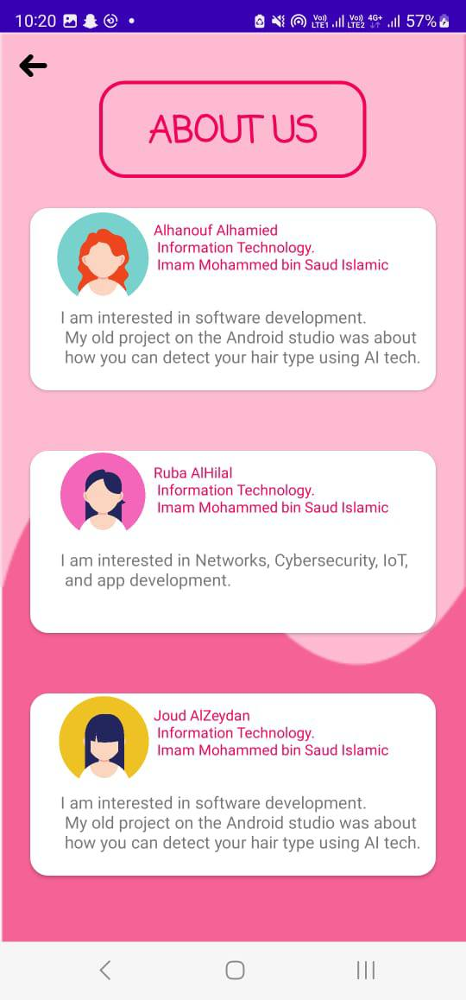 10:20 Vo)) LTE1 Vo)) LTE2 4G+ 57%
ABOUT US
Alhanouf Alhamied
Information Technology.
Imam Mohammed bin Saud Islamic
I am interested in software development.
My old project on the Android studio was about
how you can detect your hair type using AI tech.
Ruba AlHilal
Information Technology.
Imam Mohammed bin Saud Islamic
I am interested in Networks, Cybersecurity, IoT,
and app development.
Joud AlZeydan
Information Technology.
Imam Mohammed bin Saud Islamic
I am interested in software development.
My old project on the Android studio was about
how you can detect your hair type using AI tech.